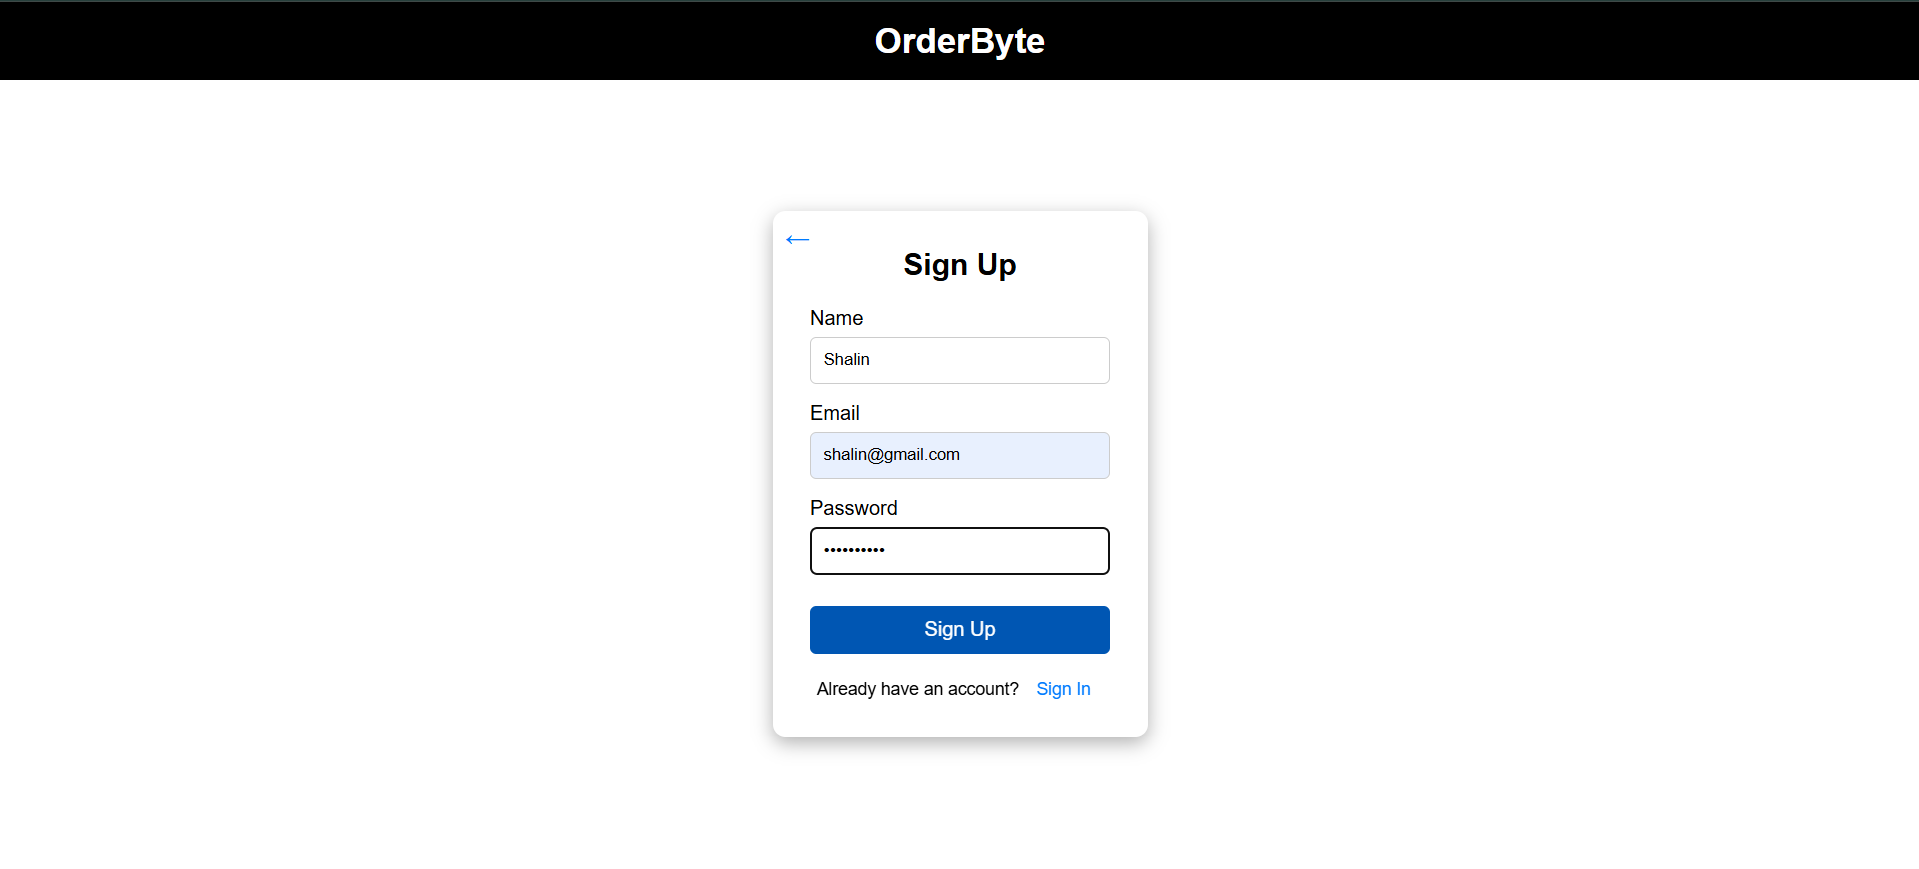 OrderByte
←
Sign Up
Name
Shalin
Email
shalin@gmail.com
Password
••••••••••
Sign Up
Already have an account? Sign In